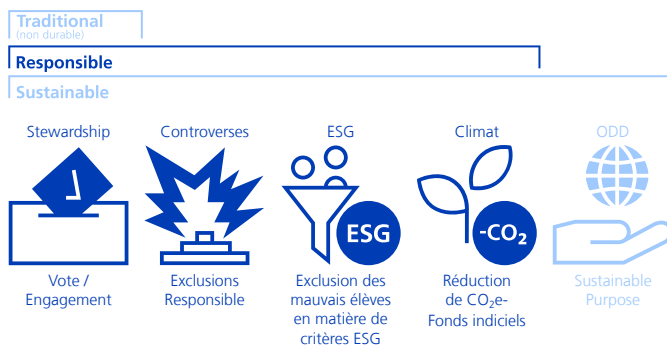 Traditional
(non durable)
Responsible
Sustainable
Stewardship
Controverses
ESG
Climat
ODD
ESG
-CO₂
Vote /
Engagement
Exclusions
Responsible
Exclusion des
mauvais élèves
en matière de
critères ESG
Réduction
de CO₂e-
Fonds indiciels
Sustainable
Purpose